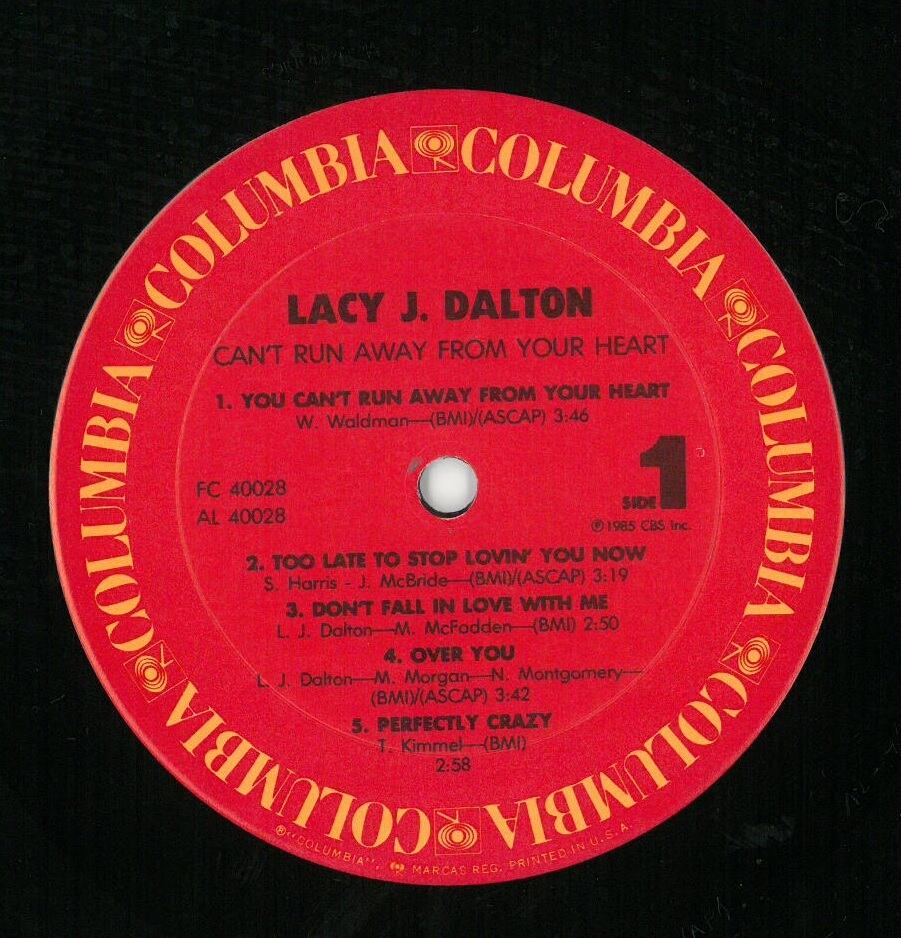 COLUMBIA COLUMBIA COLUMBIA COLUMBIA COLUMBIA COLUMBIA COLUMBIA COLUMBIA
LACY J. DALTON
CAN'T RUN AWAY FROM YOUR HEART
1. YOU CAN'T RUN AWAY FROM YOUR HEART
W. Waldman—(BMI)/(ASCAP) 3:46
FC 40028
AL 40028
SIDE 1
℗ 1985 CBS Inc.
2. TOO LATE TO STOP LOVIN' YOU NOW
S. Harris - J. McBride—(BMI)/(ASCAP) 3:19
3. DON'T FALL IN LOVE WITH ME
L. J. Dalton—M. McFadden—(BMI) 2:50
4. OVER YOU
L. J. Dalton—M. Morgan—N. Montgomery—
(BMI)/(ASCAP) 3:42
5. PERFECTLY CRAZY
T. Kimmel—(BMI)
2:58
® "COLUMBIA", MARCAS REG. PRINTED IN U.S.A.